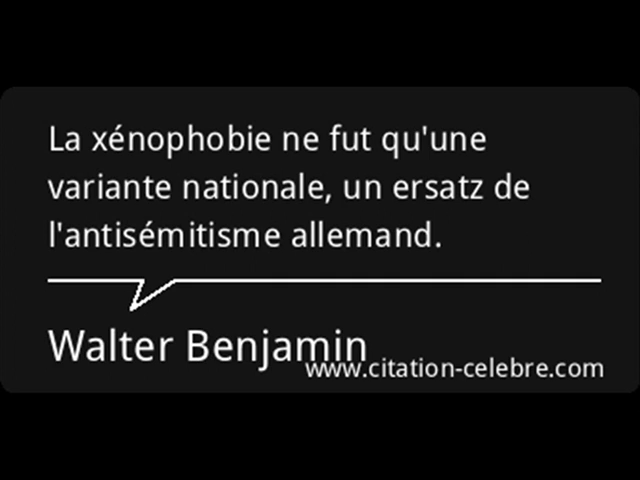 La xénophobie ne fut qu'une
variante nationale, un ersatz de
l'antisémitisme allemand.
Walter Benjamin
www.citation-celebre.com